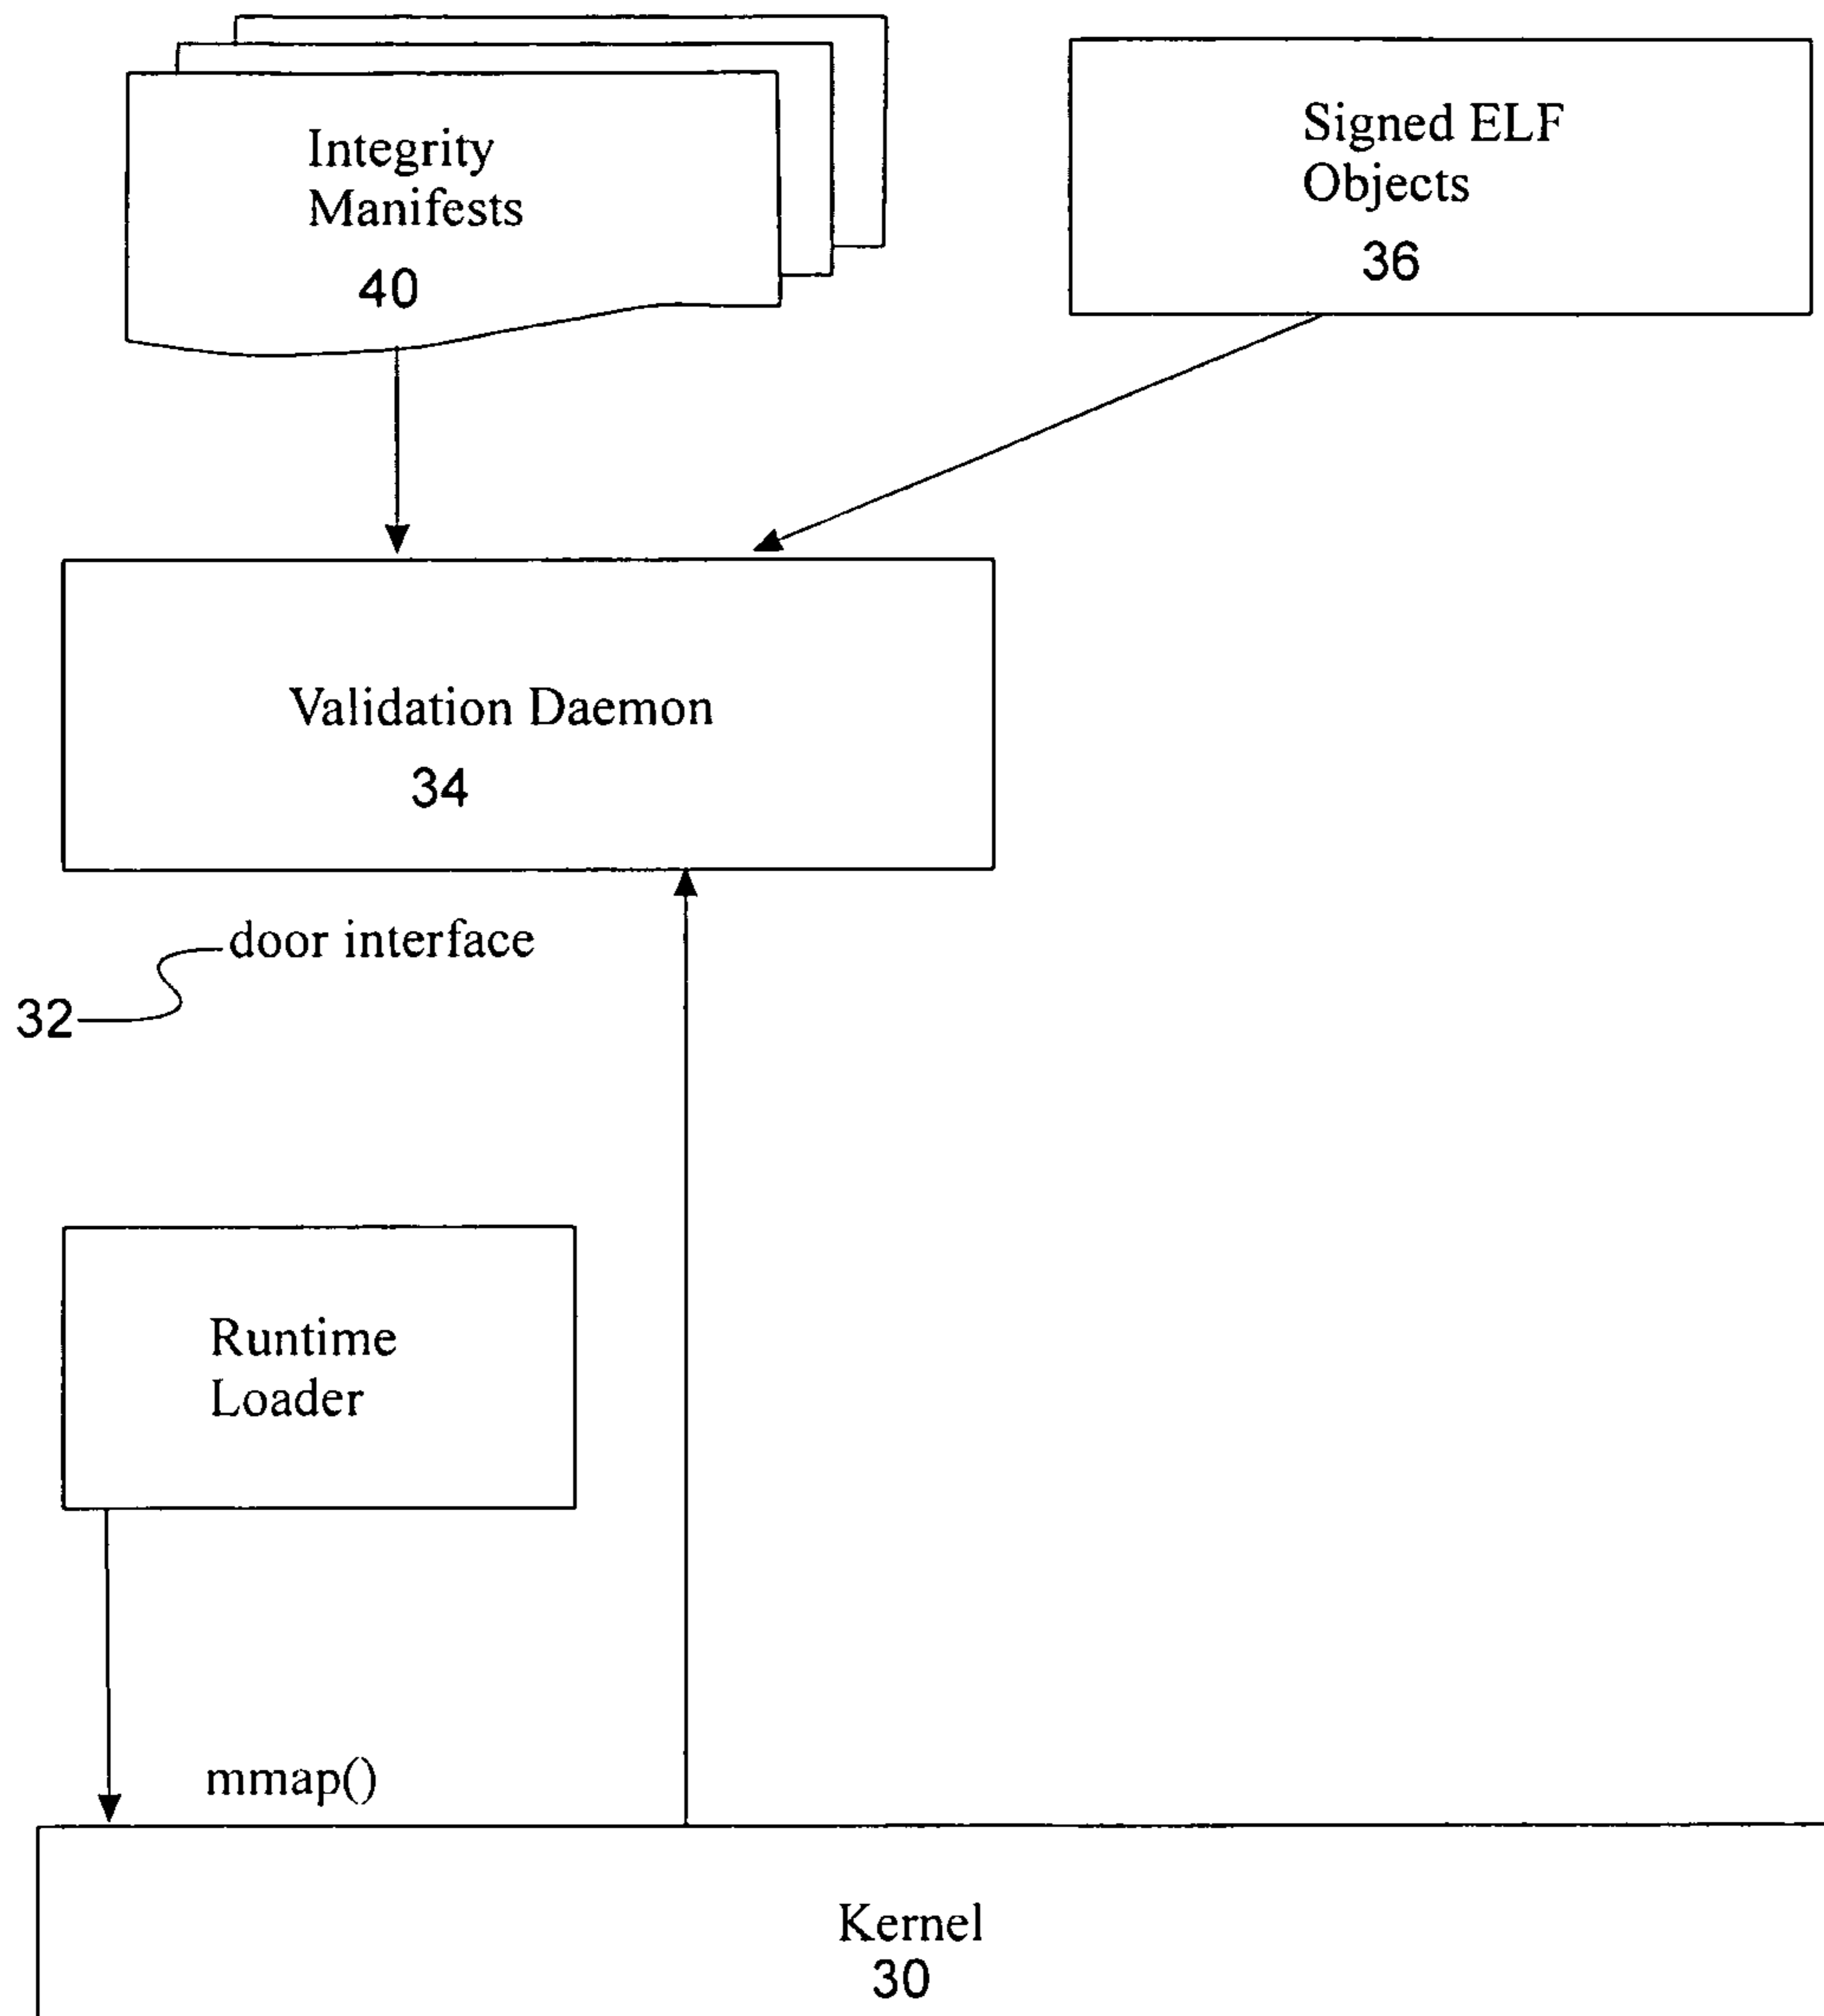 Integrity
Manifests
40
Signed ELF
Objects
36
Validation Daemon
34
door interface
32
Runtime
Loader
mmap()
Kernel
30